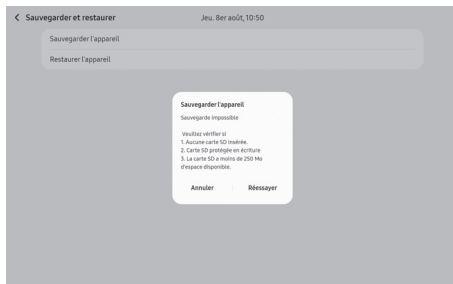 Sauvegarder et restaurer
Jeu. 8er août, 10:50
Sauvegarder l'appareil
Restaurer l'appareil
Sauvegarder l'appareil
Sauvegarde impossible
Veuillez vérifier si
1. Aucune carte SD insérée.
2. Carte SD protégée en écriture
3. La carte SD a moins de 250 Mo
d'espace disponible.
Annuler
Réessayer